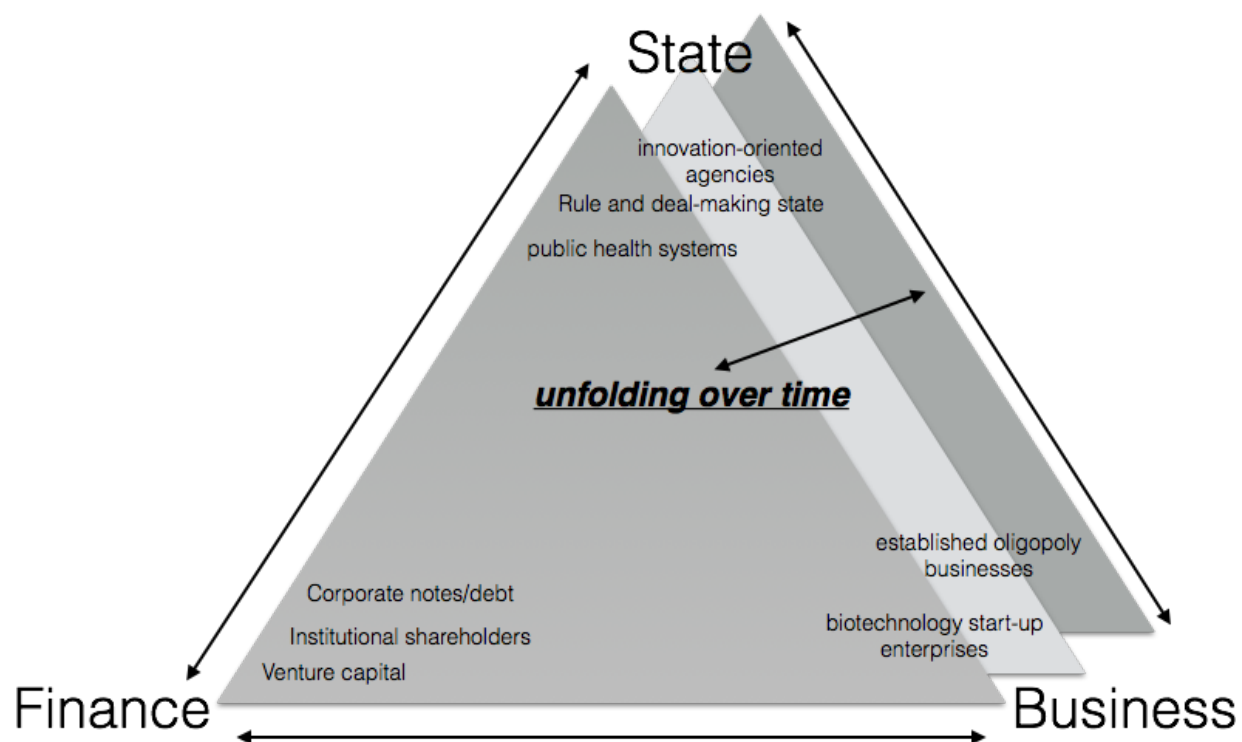 State
innovation-oriented
agencies
Rule and deal-making state
public health systems
unfolding over time
established oligopoly
businesses
Corporate notes/debt
biotechnology start-up
enterprises
Institutional shareholders
Venture capital
Finance
Business